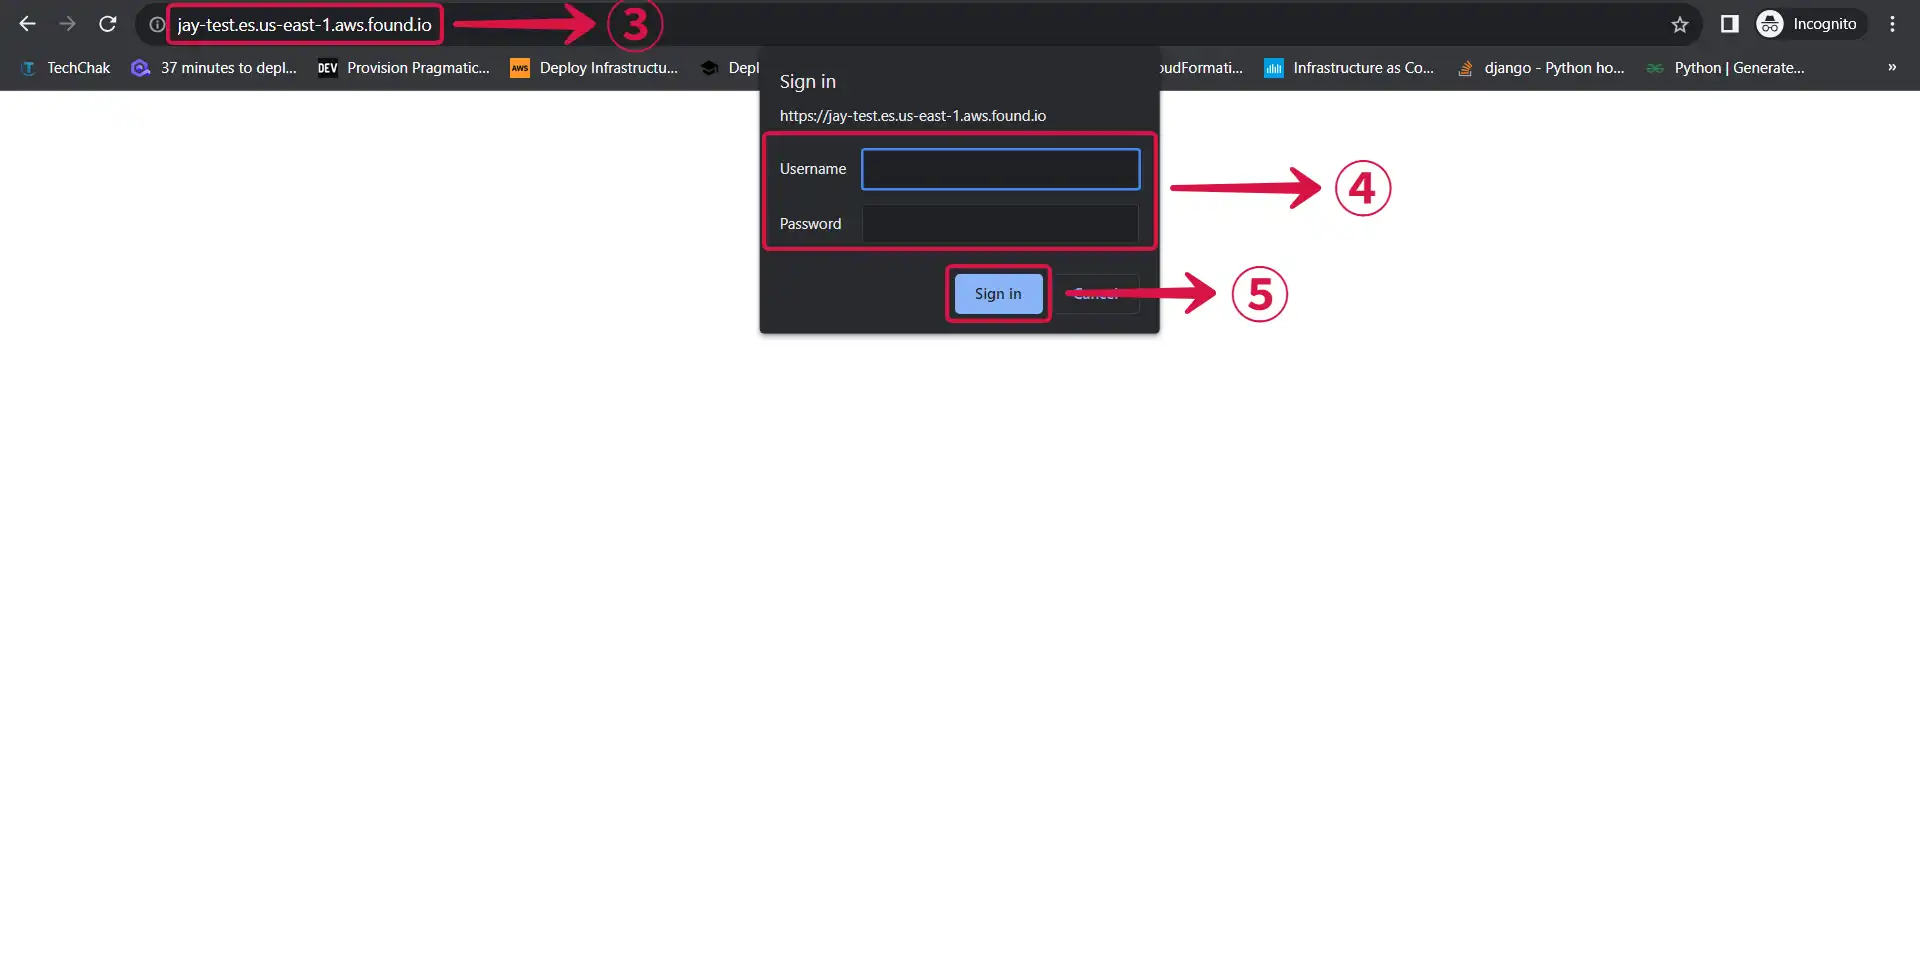 jay-test.es.us-east-1.aws.found.io
3
Incognito
TechChak
37 minutes to depl...
DEV
Provision Pragmatic...
aws
Deploy Infrastructu...
Depl
oudFormati...
Infrastructure as Co...
django - Python ho...
Python | Generate...
»
Sign in
https://jay-test.es.us-east-1.aws.found.io
Username
4
Password
Sign in
Cancel
5